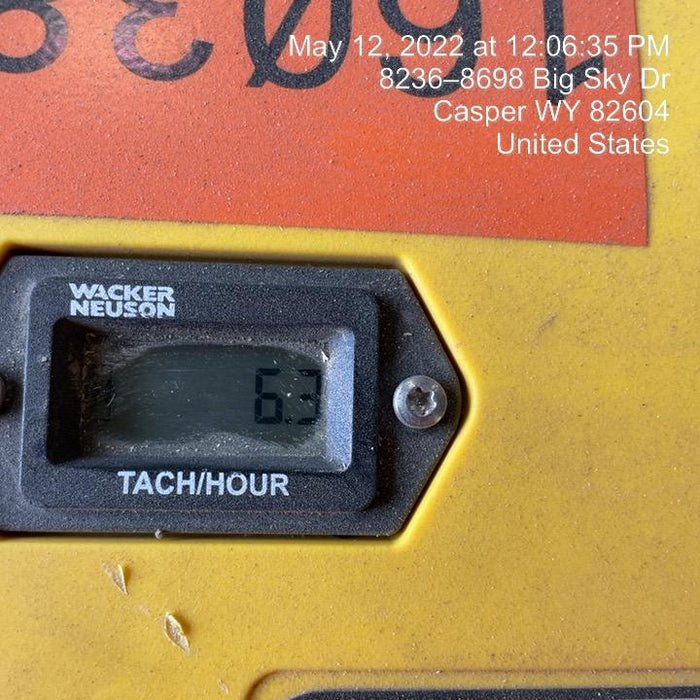 May 12, 2022 at 12:06:35 PM
8236–8698 Big Sky Dr
Casper WY 82604
United States
WACKER
NEUSON
6.3
TACH/HOUR